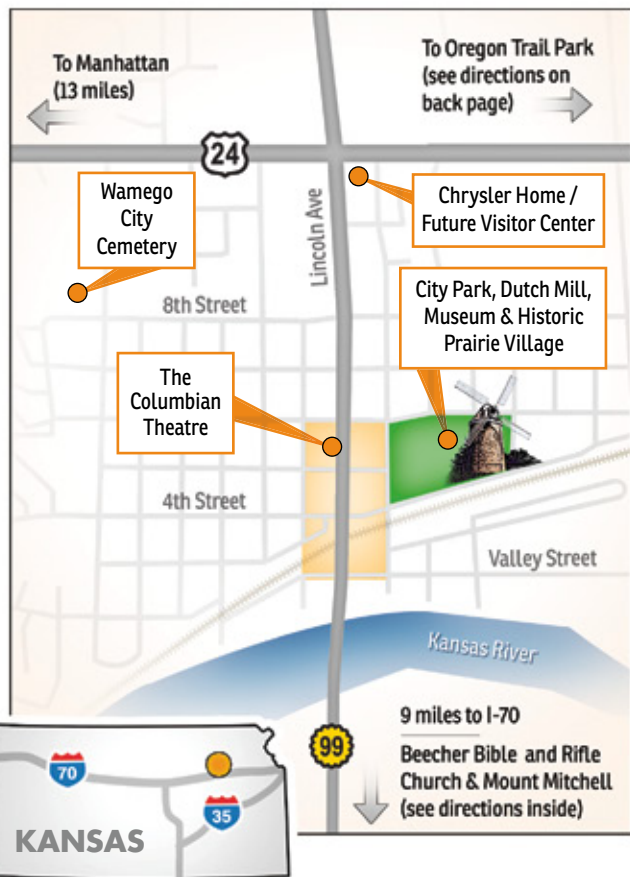 To Manhattan
(13 miles)
To Oregon Trail Park
(see directions on
back page)
24
Wamego
City
Cemetery
Lincoln Ave
Chrysler Home /
Future Visitor Center
8th Street
City Park, Dutch Mill,
Museum & Historic
Prairie Village
The
Columbian
Theatre
4th Street
Valley Street
Kansas River
99
9 miles to I-70
Beecher Bible and Rifle
Church & Mount Mitchell
(see directions inside)
70
35
KANSAS